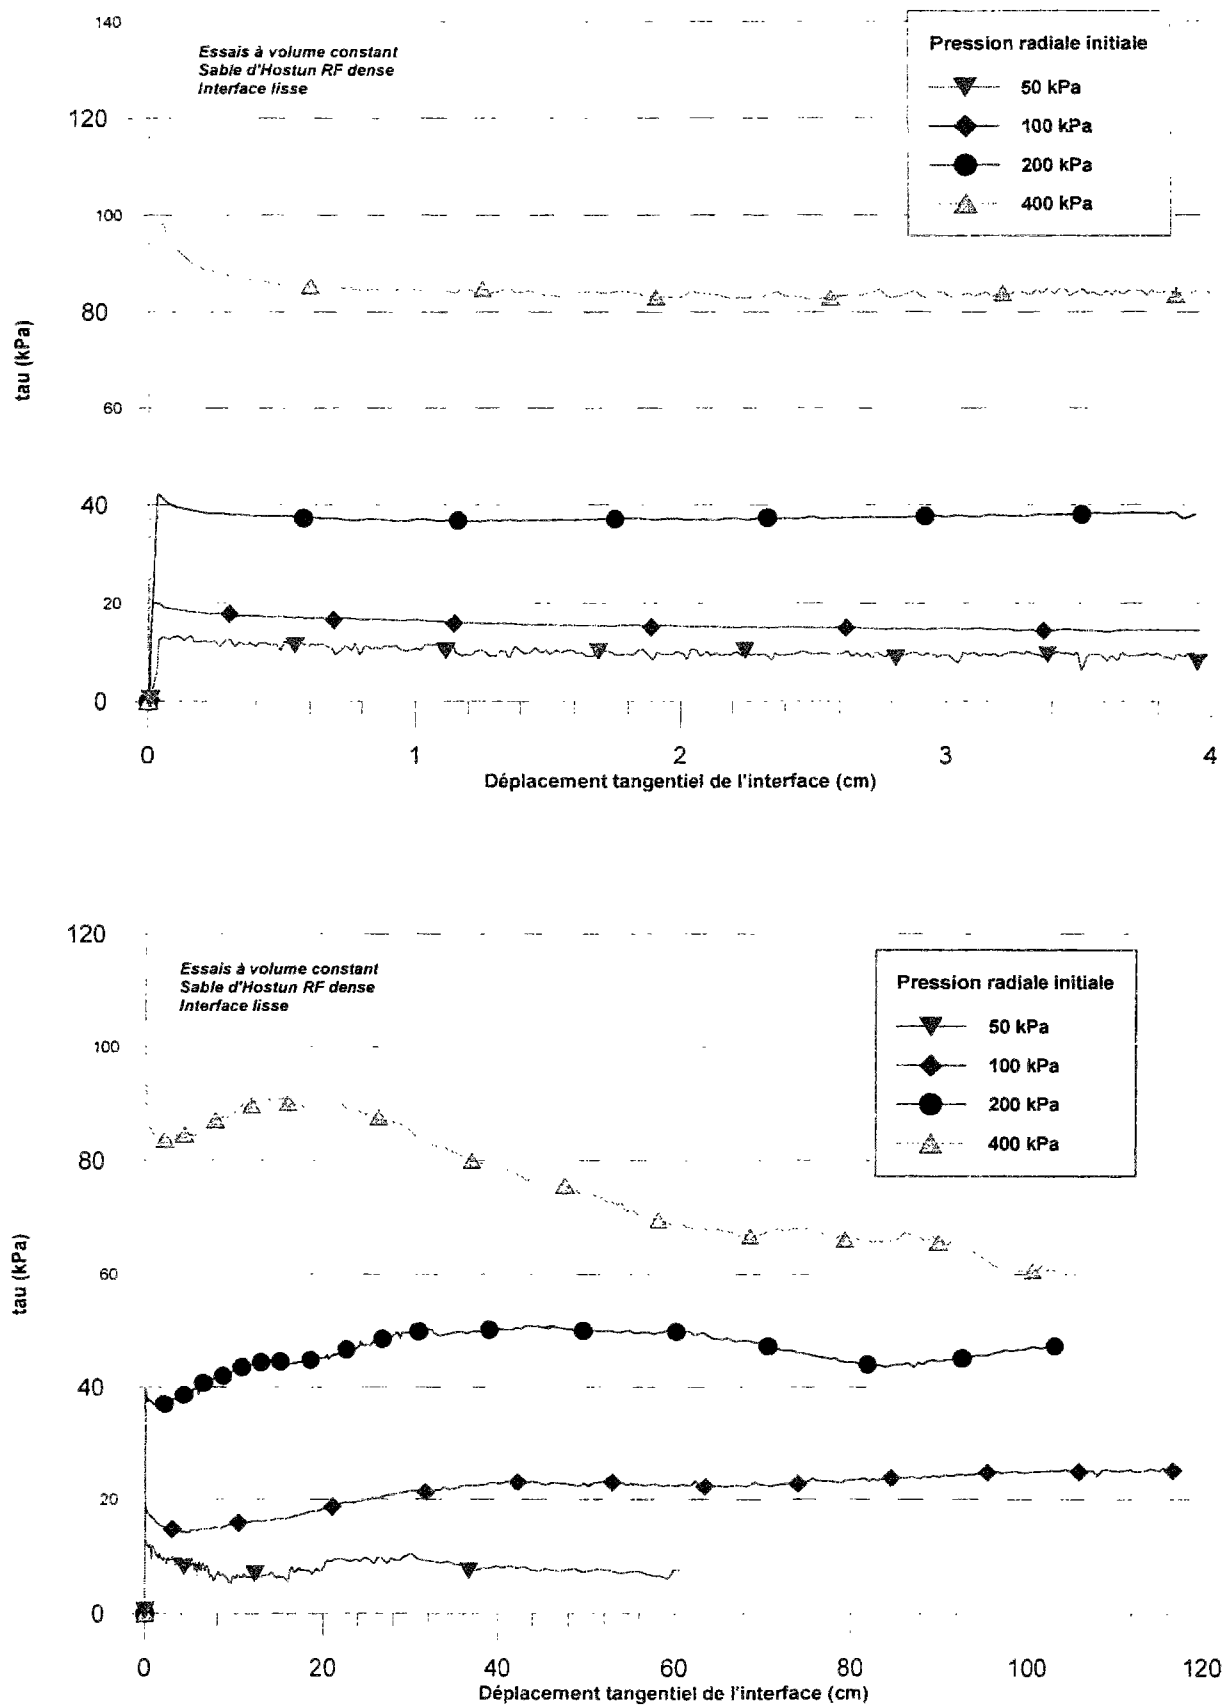 140
Essais à volume constant
Sable d'Hostun RF dense
Interface lisse
Pression radiale initiale
50 kPa
100 kPa
200 kPa
400 kPa
120
100
80
60
40
20
0
tau (kPa)
0 1 2 3 4
Déplacement tangentiel de l'interface (cm)
120
Essais à volume constant
Sable d'Hostun RF dense
Interface lisse
Pression radiale initiale
50 kPa
100 kPa
200 kPa
400 kPa
100
80
60
40
20
0
tau (kPa)
0 20 40 60 80 100 120
Déplacement tangentiel de l'interface (cm)